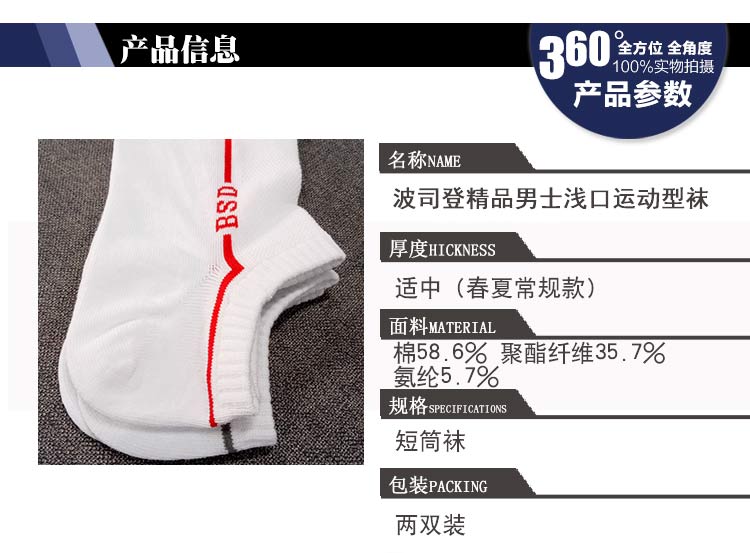 产品信息
360°全方位 全角度
100%实物拍摄
产品参数
BSD
名称NAME
波司登精品男士浅口运动型袜
厚度HICKNESS
适中（春夏常规款）
面料MATERIAL
棉58.6% 聚酯纤维35.7%
氨纶5.7%
规格SPECIFICATIONS
短筒袜
包装PACKING
两双装